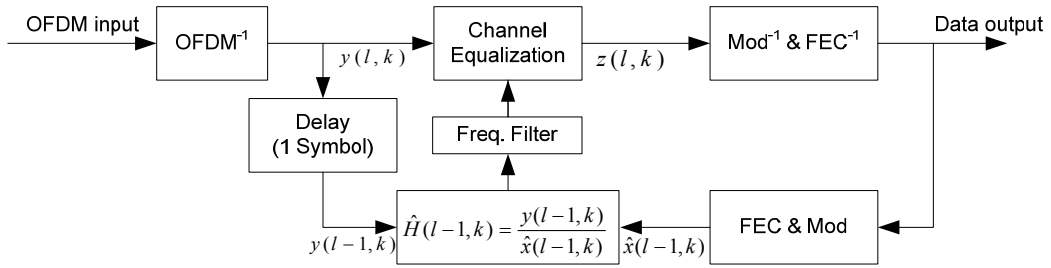 OFDM input
OFDM⁻¹
y(l,k)
Channel
Equalization
z(l,k)
Mod⁻¹ & FEC⁻¹
Data output
Delay
(1 Symbol)
Freq. Filter
y(l−1,k)
Ĥ(l−1,k) = y(l−1,k) / x̂(l−1,k)
x̂(l−1,k)
FEC & Mod